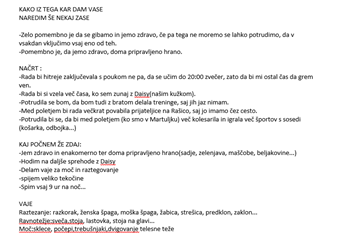 KAKO IZ TEGA KAR DAM VASE
NAREDIM ŠE NEKAJ ZASE
-Zelo pomembno je da se gibamo in jemo zdravo, če pa tega ne moremo se lahko potrudimo, da v
vsakdan vključimo vsaj eno od teh.
-Pomembno je, da jemo zdravo, doma pripravljeno hrano.
NAČRT :
-Rada bi hitreje zaključevala s poukom ne pa, da se učim do 20:00 zvečer, zato da bi mi ostal čas da grem
ven.
-Rada bi si vzela več časa, ko sem zunaj z Daisy(našim kužkom).
-Potrudila se bom, da bom tudi z bratom delala treninge, saj jih jaz nimam.
-Med poletjem bi rada večkrat povabila prijateljice na Rašico, saj jo imamo čez cesto.
-Potrudila bi se, da bi med poletjem (ko smo v Martuljku) več kolesarila in igrala več športov s sosedi
(košarka, odbojka...)
KAJ POČNEM ŽE ZDAJ:
-Jem zdravo in enakomerno ter doma pripravljeno hrano(sadje, zelenjava, maščobe, beljakovine...)
-Hodim na daljše sprehode z Daisy
-Delam vaje za moč in raztegovanje
-spijem veliko tekočine
-Spim vsaj 9 ur na noč...
VAJE
Raztezanje: razkorak, ženska špaga, moška špaga, žabica, strešica, predklon, zaklon...
Ravnotežje:sveča,stoja, lastovka, stoja na glavi...
Moč:sklece, počepi,trebušnjaki,dvigovanje telesne teže